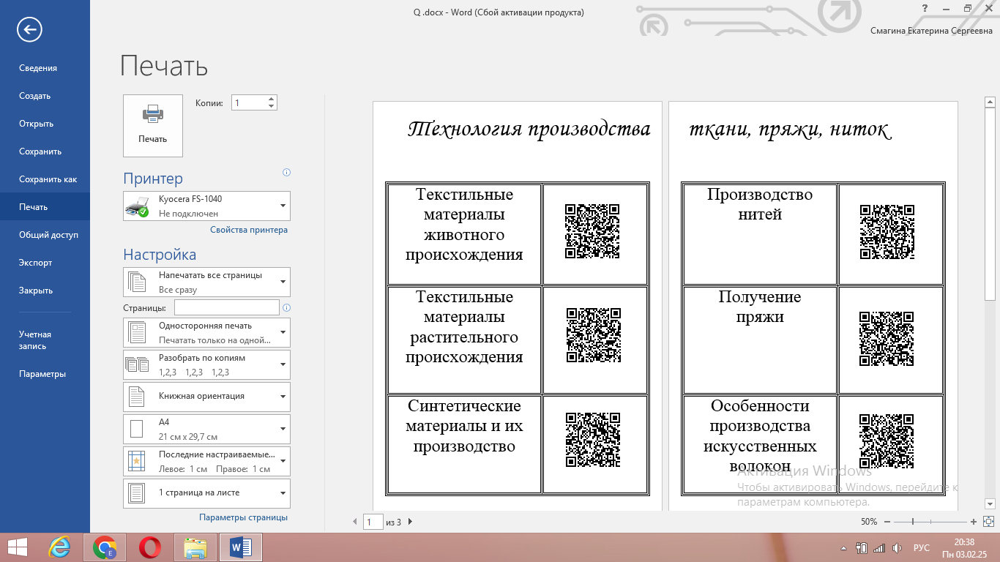 Q .docx - Word (Сбой активации продукта)
Смагина Екатерина Сергеевна
Сведения
Создать
Открыть
Сохранить
Сохранить как
Печать
Общий доступ
Экспорт
Закрыть
Учетная
запись
Параметры
Печать
Печать
Копии: 1
Принтер
Kyocera FS-1040
Не подключен
Свойства принтера
Настройка
Напечатать все страницы
Все сразу
Страницы:
Односторонняя печать
Печатать только на одной...
Разобрать по копиям
1,2,3 1,2,3 1,2,3
Книжная ориентация
A4
21 см x 29,7 см
Последние настраиваемые...
Левое: 1 см Правое: 1 см
1 страница на листе
Параметры страницы
Технология производства
Текстильные
материалы
животного
происхождения
Текстильные
материалы
растительного
происхождения
Синтетические
материалы и их
производство
ткани, пряжи, ниток
Производство
нитей
Получение
пряжи
Особенности
производства
искусственных
волокон
Активация Windows
Чтобы активировать Windows, перейдите к
параметрам компьютера.
1 из 3
50%
РУС
20:38
Пн 03.02.25